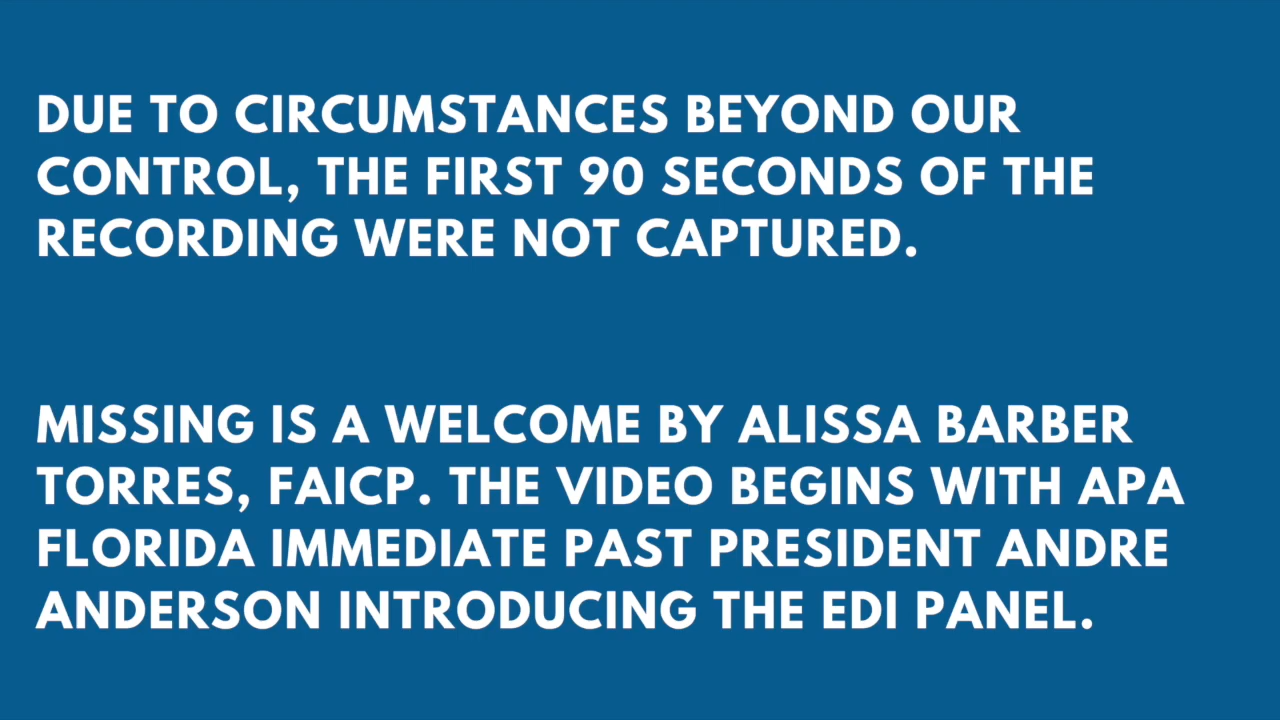 DUE TO CIRCUMSTANCES BEYOND OUR
CONTROL, THE FIRST 90 SECONDS OF THE
RECORDING WERE NOT CAPTURED.
MISSING IS A WELCOME BY ALISSA BARBER
TORRES, FAICP. THE VIDEO BEGINS WITH APA
FLORIDA IMMEDIATE PAST PRESIDENT ANDRE
ANDERSON INTRODUCING THE EDI PANEL.